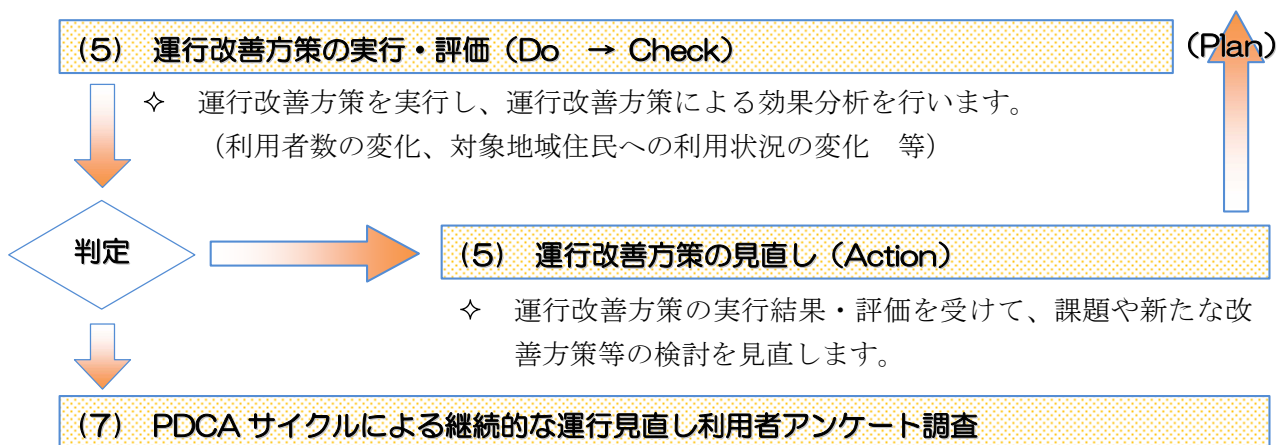 (5) 運行改善方策の実行・評価（Do → Check）
(Plan)
✧ 運行改善方策を実行し、運行改善方策による効果分析を行います。
（利用者数の変化、対象地域住民への利用状況の変化　等）
判定
(5) 運行改善方策の見直し（Action）
✧ 運行改善方策の実行結果・評価を受けて、課題や新たな改
善方策等の検討を見直します。
(7) PDCA サイクルによる継続的な運行見直し利用者アンケート調査